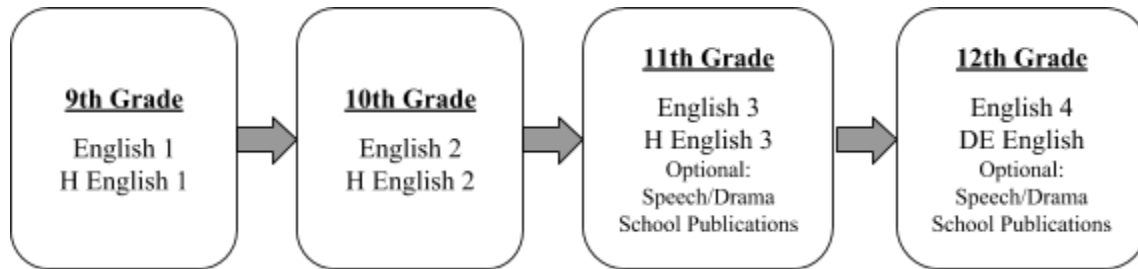 9th Grade
English 1
H English 1
10th Grade
English 2
H English 2
11th Grade
English 3
H English 3
Optional:
Speech/Drama
School Publications
12th Grade
English 4
DE English
Optional:
Speech/Drama
School Publications